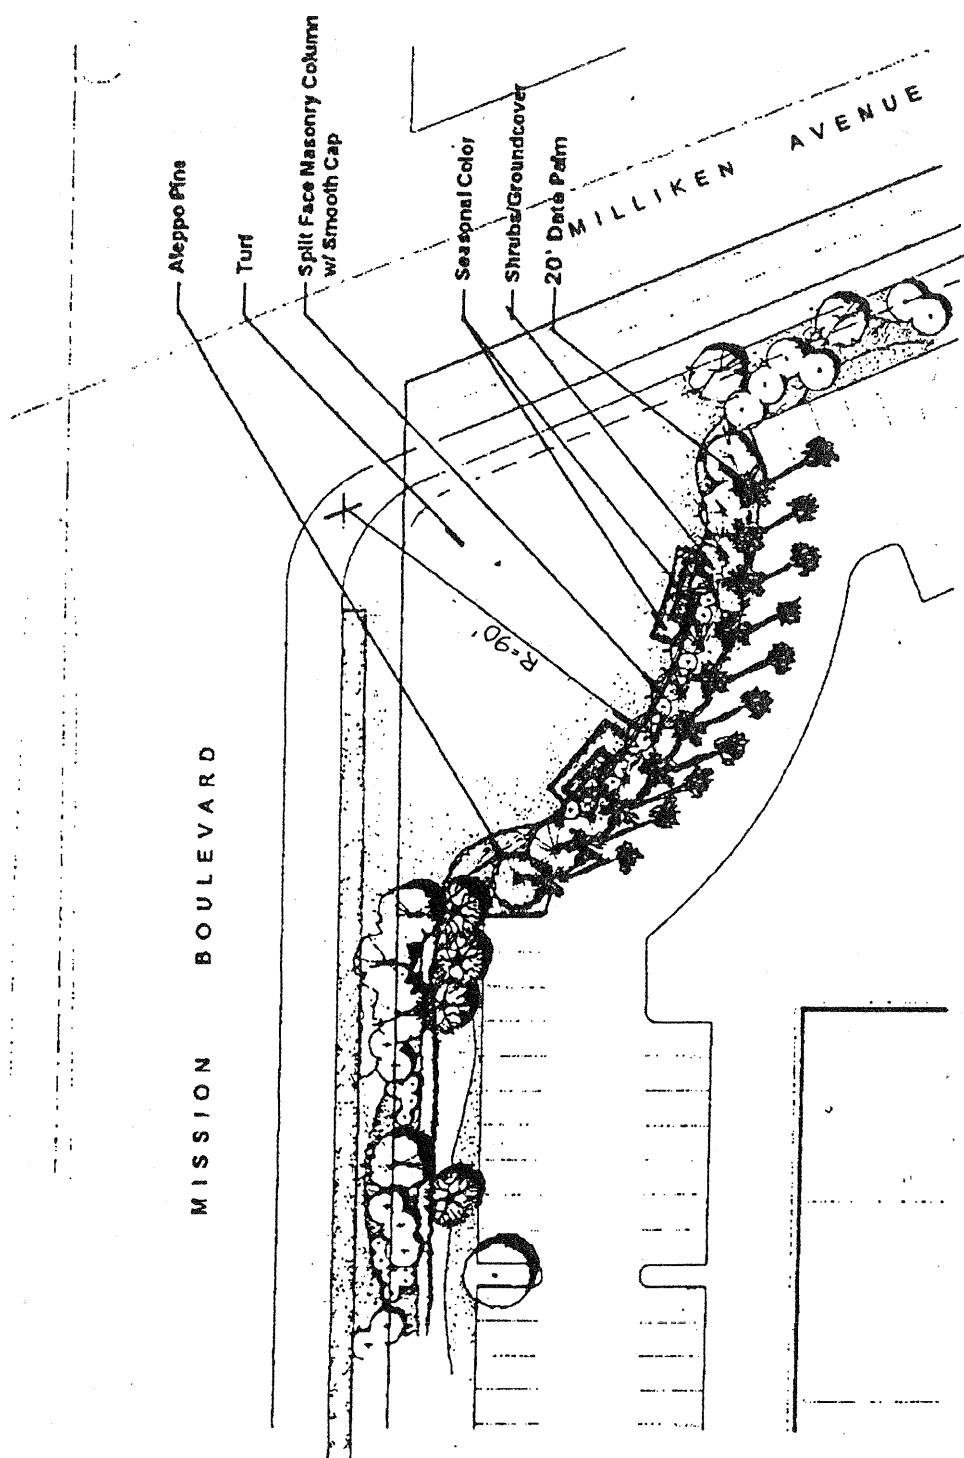 Aleppo Pine
Turf
Split Face Masonry Column
w/ Smooth Cap
Seasonal Color
Shrubs/Groundcover
20' Date Palm
MILLIKEN AVENUE
R=90'
MISSION BOULEVARD